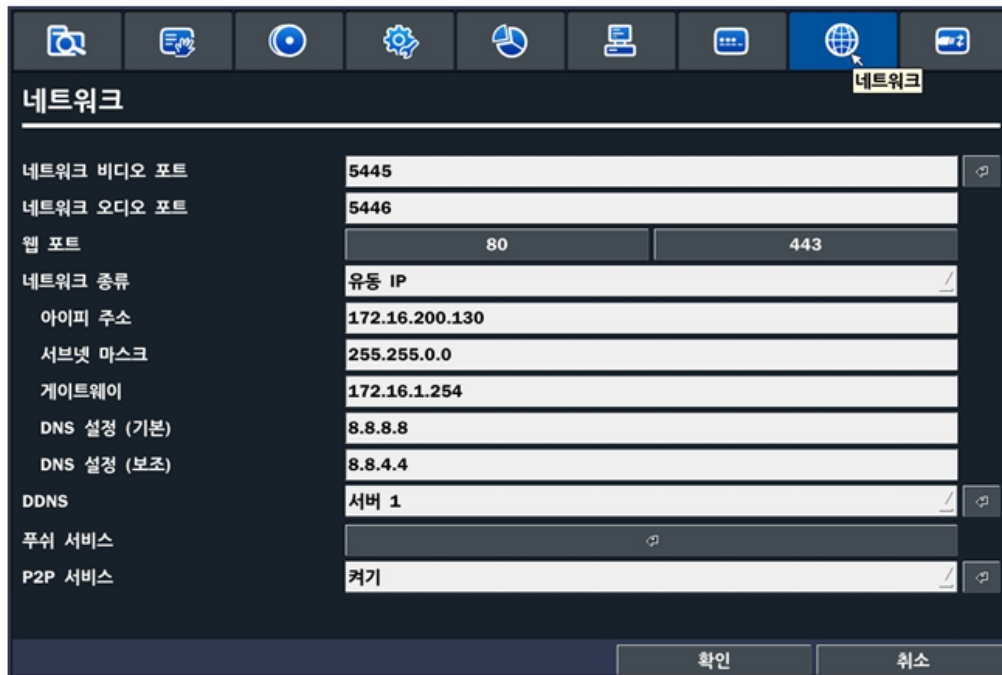 네트워크
네트워크
네트워크 비디오 포트 5445
네트워크 오디오 포트 5446
웹 포트 80 443
네트워크 종류 유동 IP
아이피 주소 172.16.200.130
서브넷 마스크 255.255.0.0
게이트웨이 172.16.1.254
DNS 설정 (기본) 8.8.8.8
DNS 설정 (보조) 8.8.4.4
DDNS 서버 1
푸쉬 서비스
P2P 서비스 켜기
확인 취소